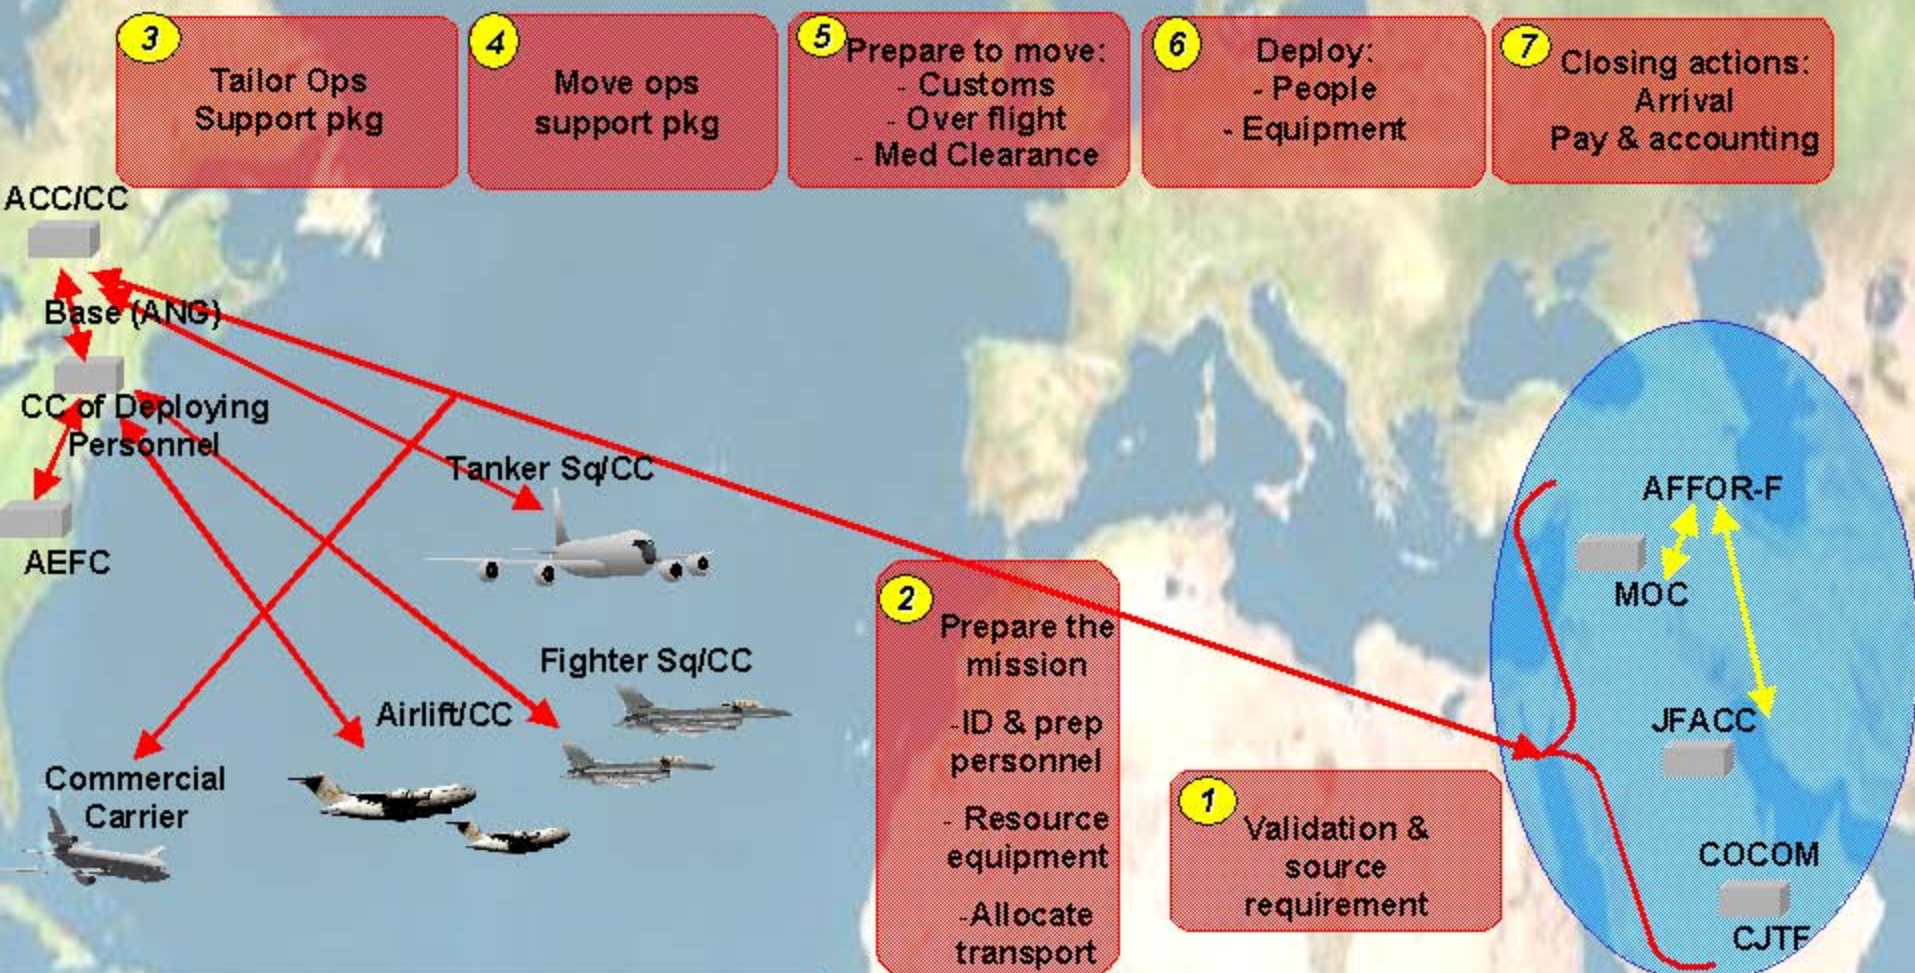 3
Tailor Ops
Support pkg
4
Move ops
support pkg
5
Prepare to move:
- Customs
- Over flight
- Med Clearance
6
Deploy:
- People
- Equipment
7
Closing actions:
Arrival
Pay & accounting
ACC/CC
Base (ANG)
CC of Deploying
Personnel
AEFC
Tanker Sq/CC
Fighter Sq/CC
Airlift/CC
Commercial
Carrier
2
Prepare the
mission
-ID & prep
personnel
- Resource
equipment
-Allocate
transport
1
Validation &
source
requirement
AFFOR-F
MOC
JFACC
COCOM
CJTF